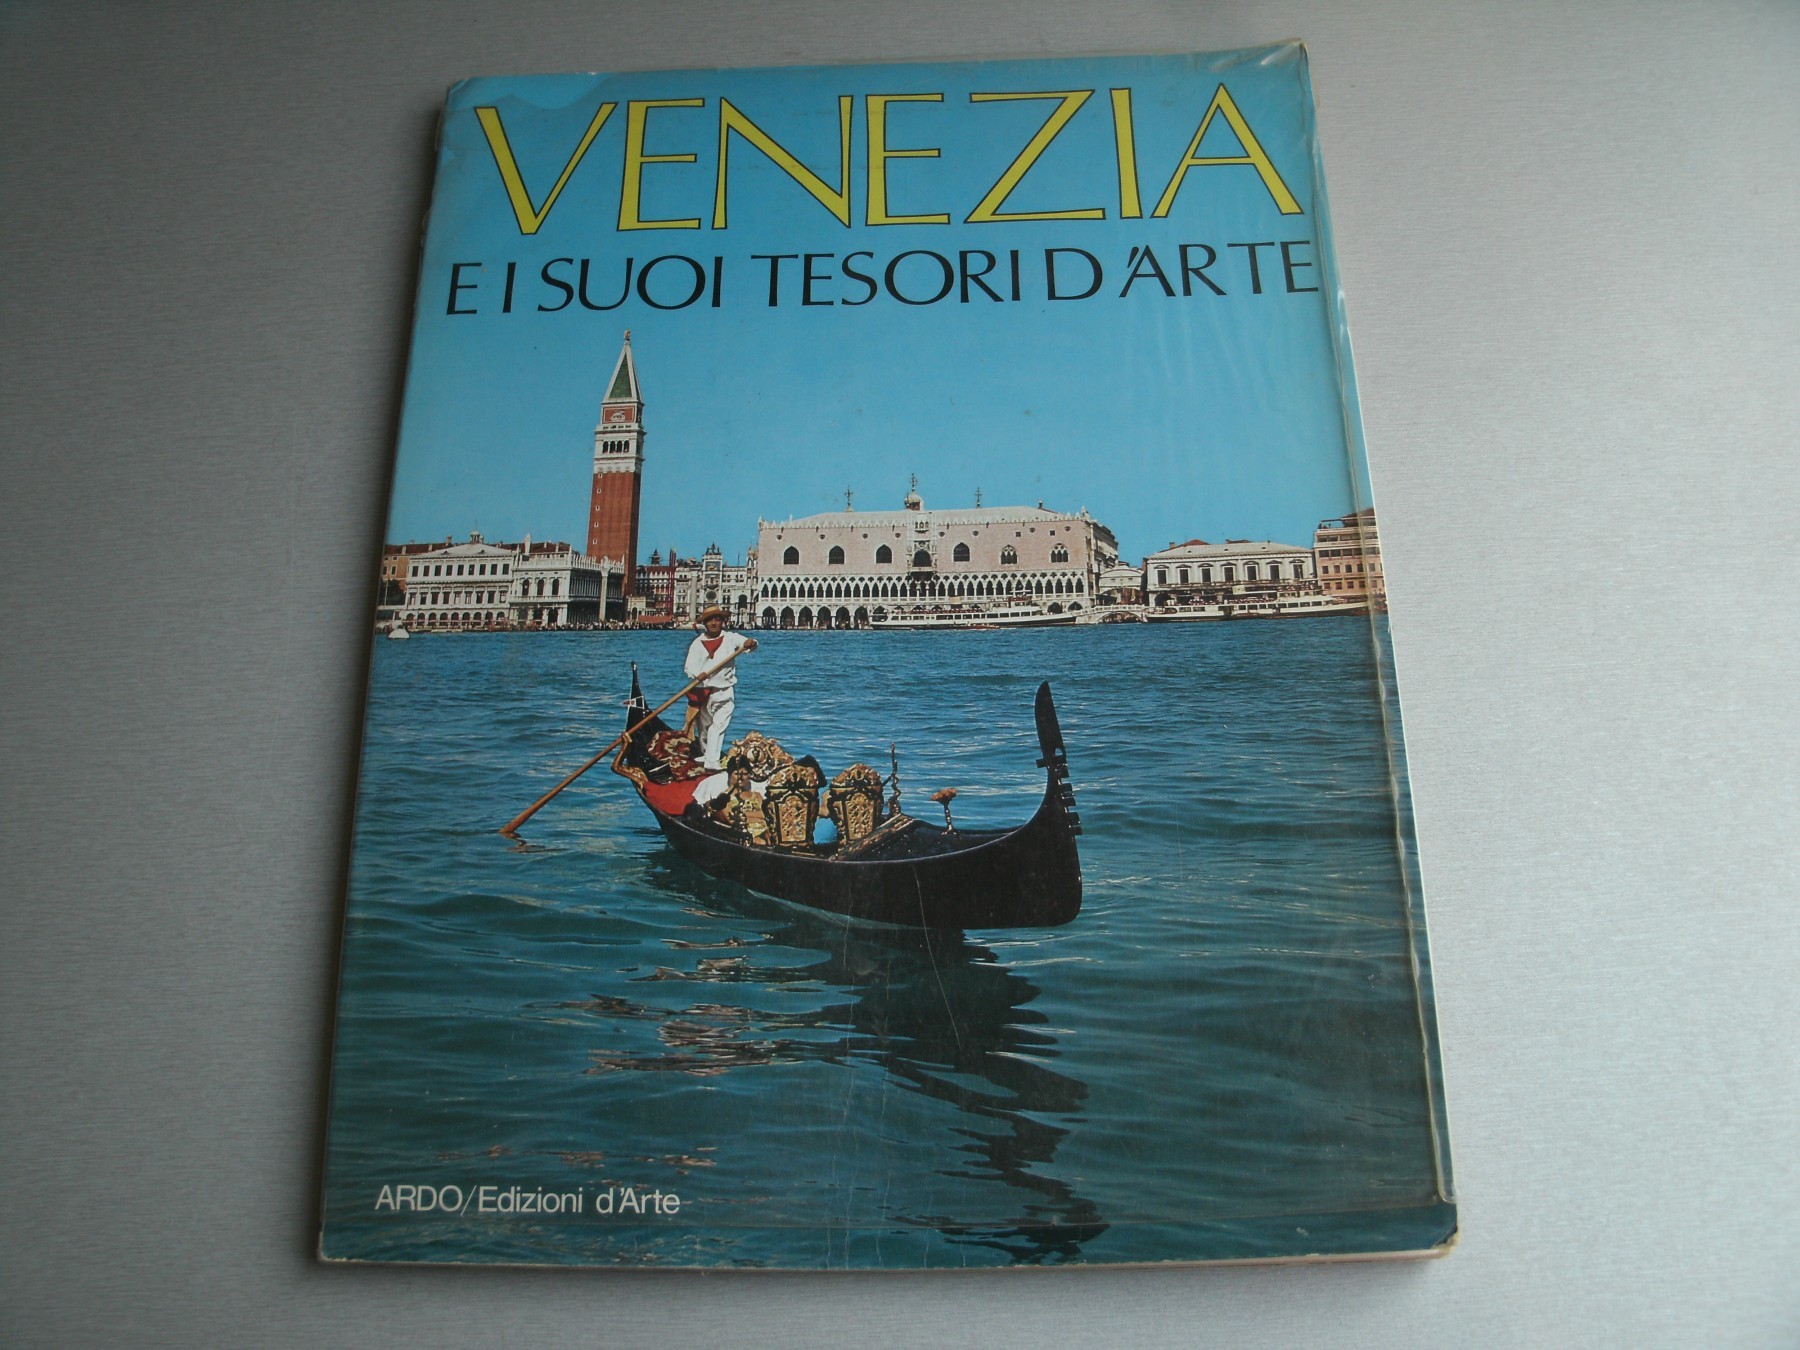 VENEZIA
E I SUOI TESORI D'ARTE
ARDO/Edizioni d'Arte